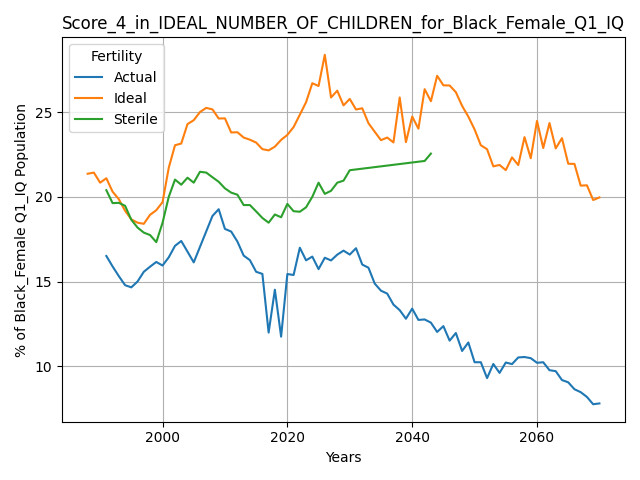 Score_4_in_IDEAL_NUMBER_OF_CHILDREN_for_Black_Female_Q1_IQ
Fertility
Actual
Ideal
Sterile
% of Black_Female Q1_IQ Population
25
20
15
10
2000
2020
2040
2060
Years